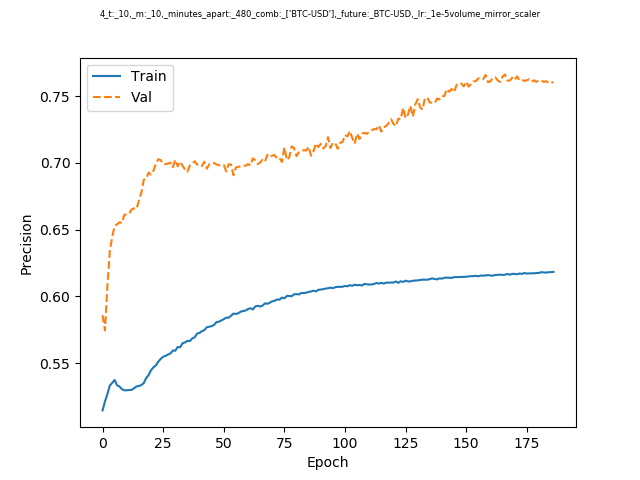 4_t:_10,_m:_10,_minutes_apart:_480_comb:_['BTC-USD'],_future:_BTC-USD,_lr:_1e-5volume_mirror_scaler
Train
Val
0.75
0.70
0.65
0.60
0.55
Precision
0 25 50 75 100 125 150 175
Epoch